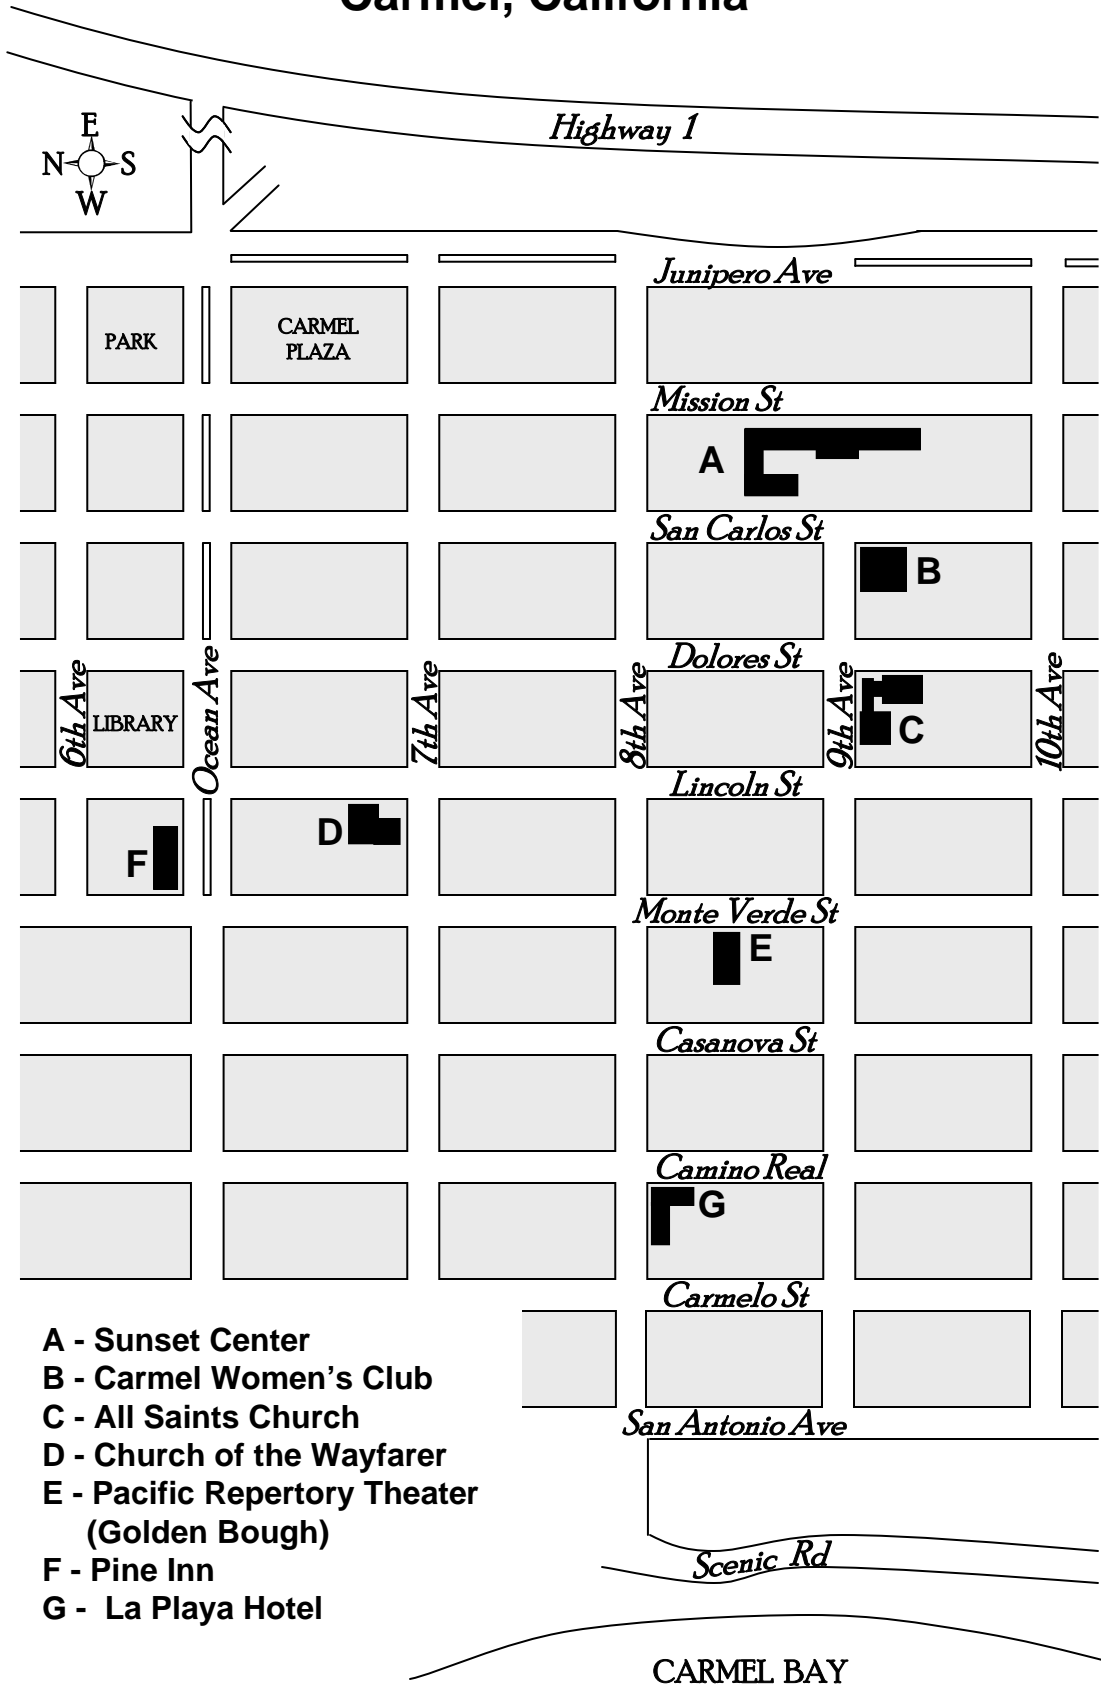 Carmel, California
Highway 1
E
N S
W
Junipero Ave
PARK
CARMEL
PLAZA
Mission St
A
San Carlos St
B
Dolores St
6th Ave
LIBRARY
Ocean Ave
7th Ave
8th Ave
9th Ave
C
10th Ave
Lincoln St
D
F
Monte Verde St
E
Casanova St
Camino Real
G
Carmelo St
A - Sunset Center
B - Carmel Women’s Club
C - All Saints Church
D - Church of the Wayfarer
E - Pacific Repertory Theater
(Golden Bough)
F - Pine Inn
G -  La Playa Hotel
San Antonio Ave
Scenic Rd
CARMEL BAY